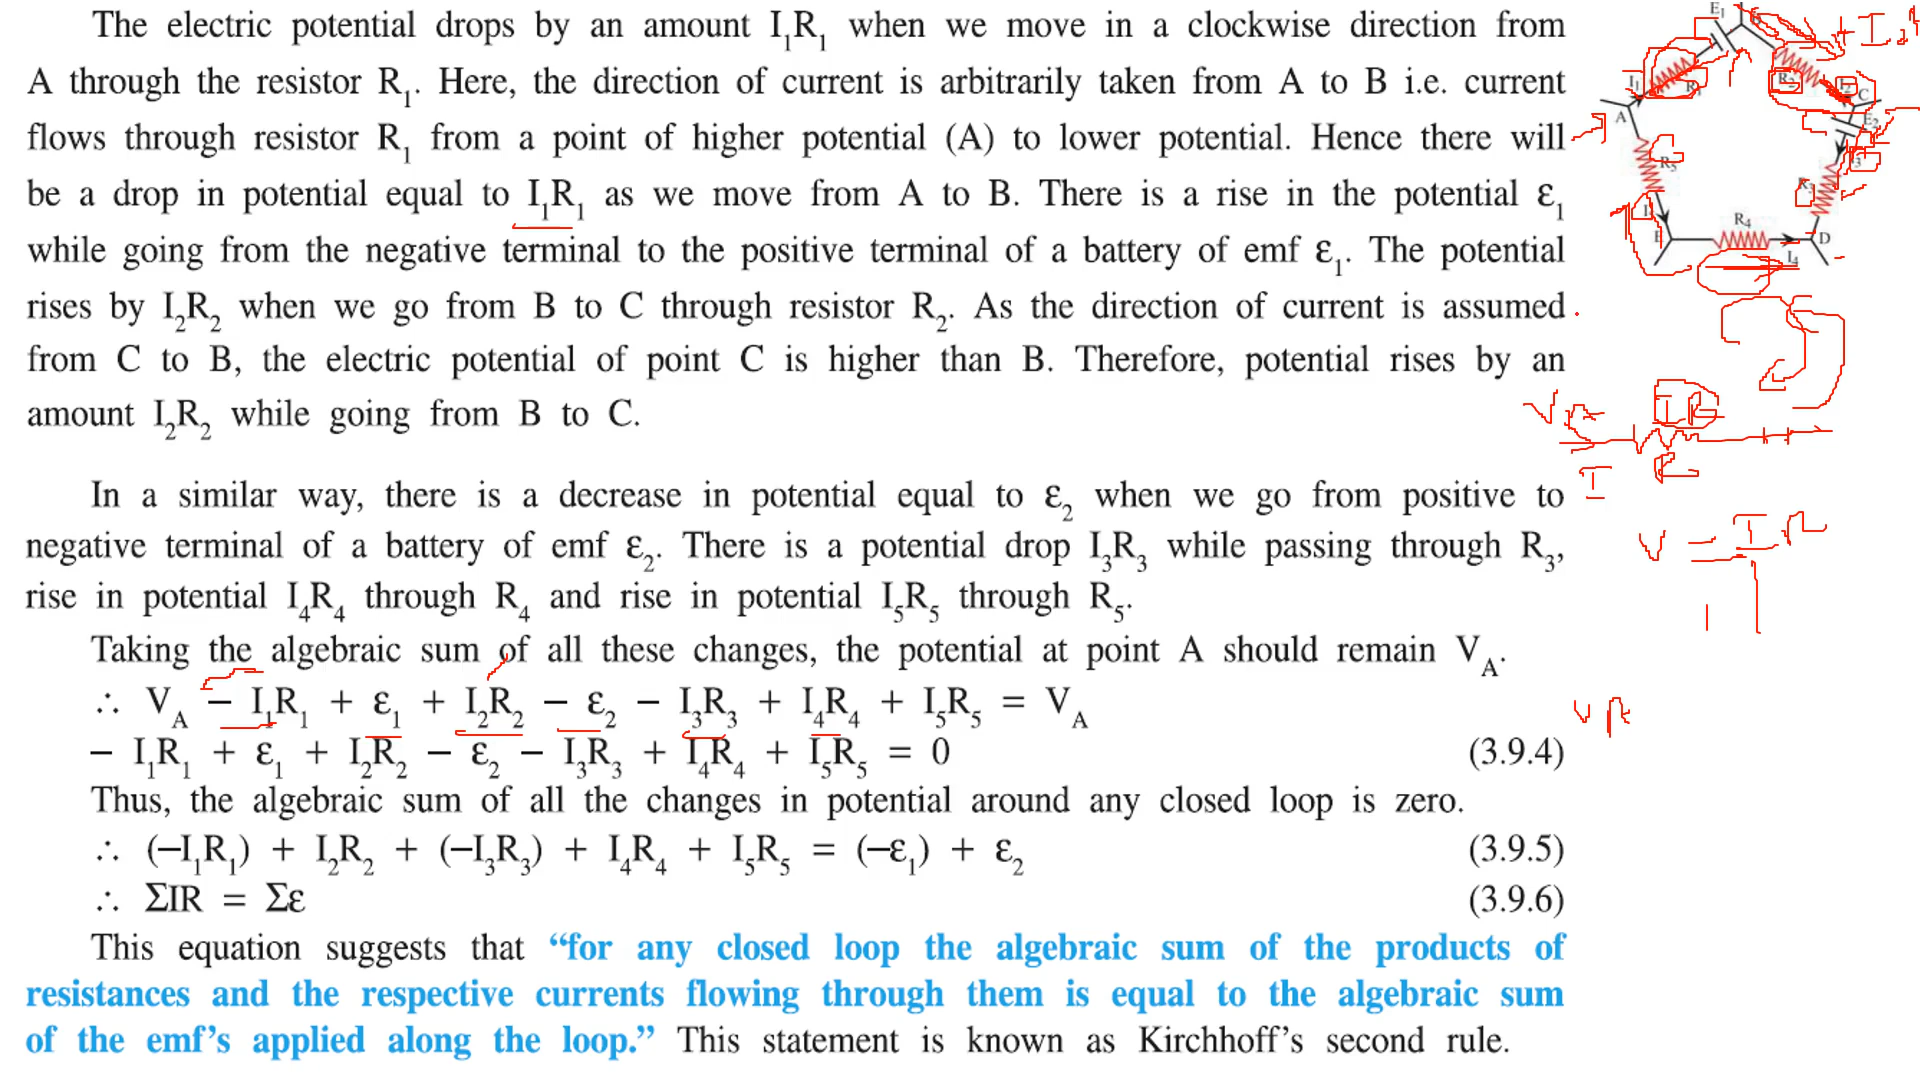 The electric potential drops by an amount I₁R₁ when we move in a clockwise direction from
A through the resistor R₁. Here, the direction of current is arbitrarily taken from A to B i.e. current
flows through resistor R₁ from a point of higher potential (A) to lower potential. Hence there will
be a drop in potential equal to I₁R₁ as we move from A to B. There is a rise in the potential ε₁
while going from the negative terminal to the positive terminal of a battery of emf ε₁. The potential
rises by I₂R₂ when we go from B to C through resistor R₂. As the direction of current is assumed
from C to B, the electric potential of point C is higher than B. Therefore, potential rises by an
amount I₂R₂ while going from B to C.
In a similar way, there is a decrease in potential equal to ε₂ when we go from positive to
negative terminal of a battery of emf ε₂. There is a potential drop I₃R₃ while passing through R₃,
rise in potential I₄R₄ through R₄ and rise in potential I₅R₅ through R₅.
Taking the algebraic sum of all these changes, the potential at point A should remain V_A.
∴ V_A − I₁R₁ + ε₁ + I₂R₂ − ε₂ − I₃R₃ + I₄R₄ + I₅R₅ = V_A
− I₁R₁ + ε₁ + I₂R₂ − ε₂ − I₃R₃ + I₄R₄ + I₅R₅ = 0 (3.9.4)
Thus, the algebraic sum of all the changes in potential around any closed loop is zero.
∴ (−I₁R₁) + I₂R₂ + (−I₃R₃) + I₄R₄ + I₅R₅ = (−ε₁) + ε₂ (3.9.5)
∴ ΣIR = Σε (3.9.6)
This equation suggests that “for any closed loop the algebraic sum of the products of
resistances and the respective currents flowing through them is equal to the algebraic sum
of the emf’s applied along the loop.” This statement is known as Kirchhoff’s second rule.
E₁
I₁
R₁
R₂
I₂
C
A
E₂
R₅
R₃
R₄
E
D
I₄
I
R
V = IR